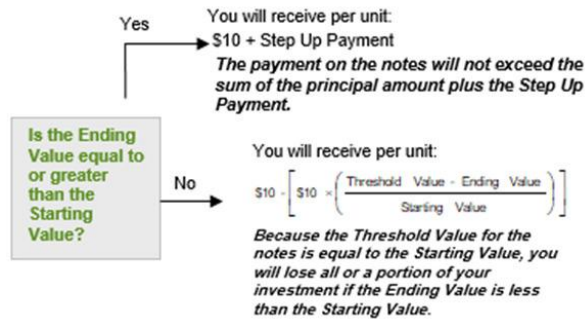 Yes
You will receive per unit:
$10 + Step Up Payment
The payment on the notes will not exceed the
sum of the principal amount plus the Step Up
Payment.
Is the Ending
Value equal to
or greater
than the
Starting
Value?
No
You will receive per unit:
$10 - [ $10 × ( Threshold Value - Ending Value
Starting Value ) ]
Because the Threshold Value for the
notes is equal to the Starting Value, you
will lose all or a portion of your
investment if the Ending Value is less
than the Starting Value.